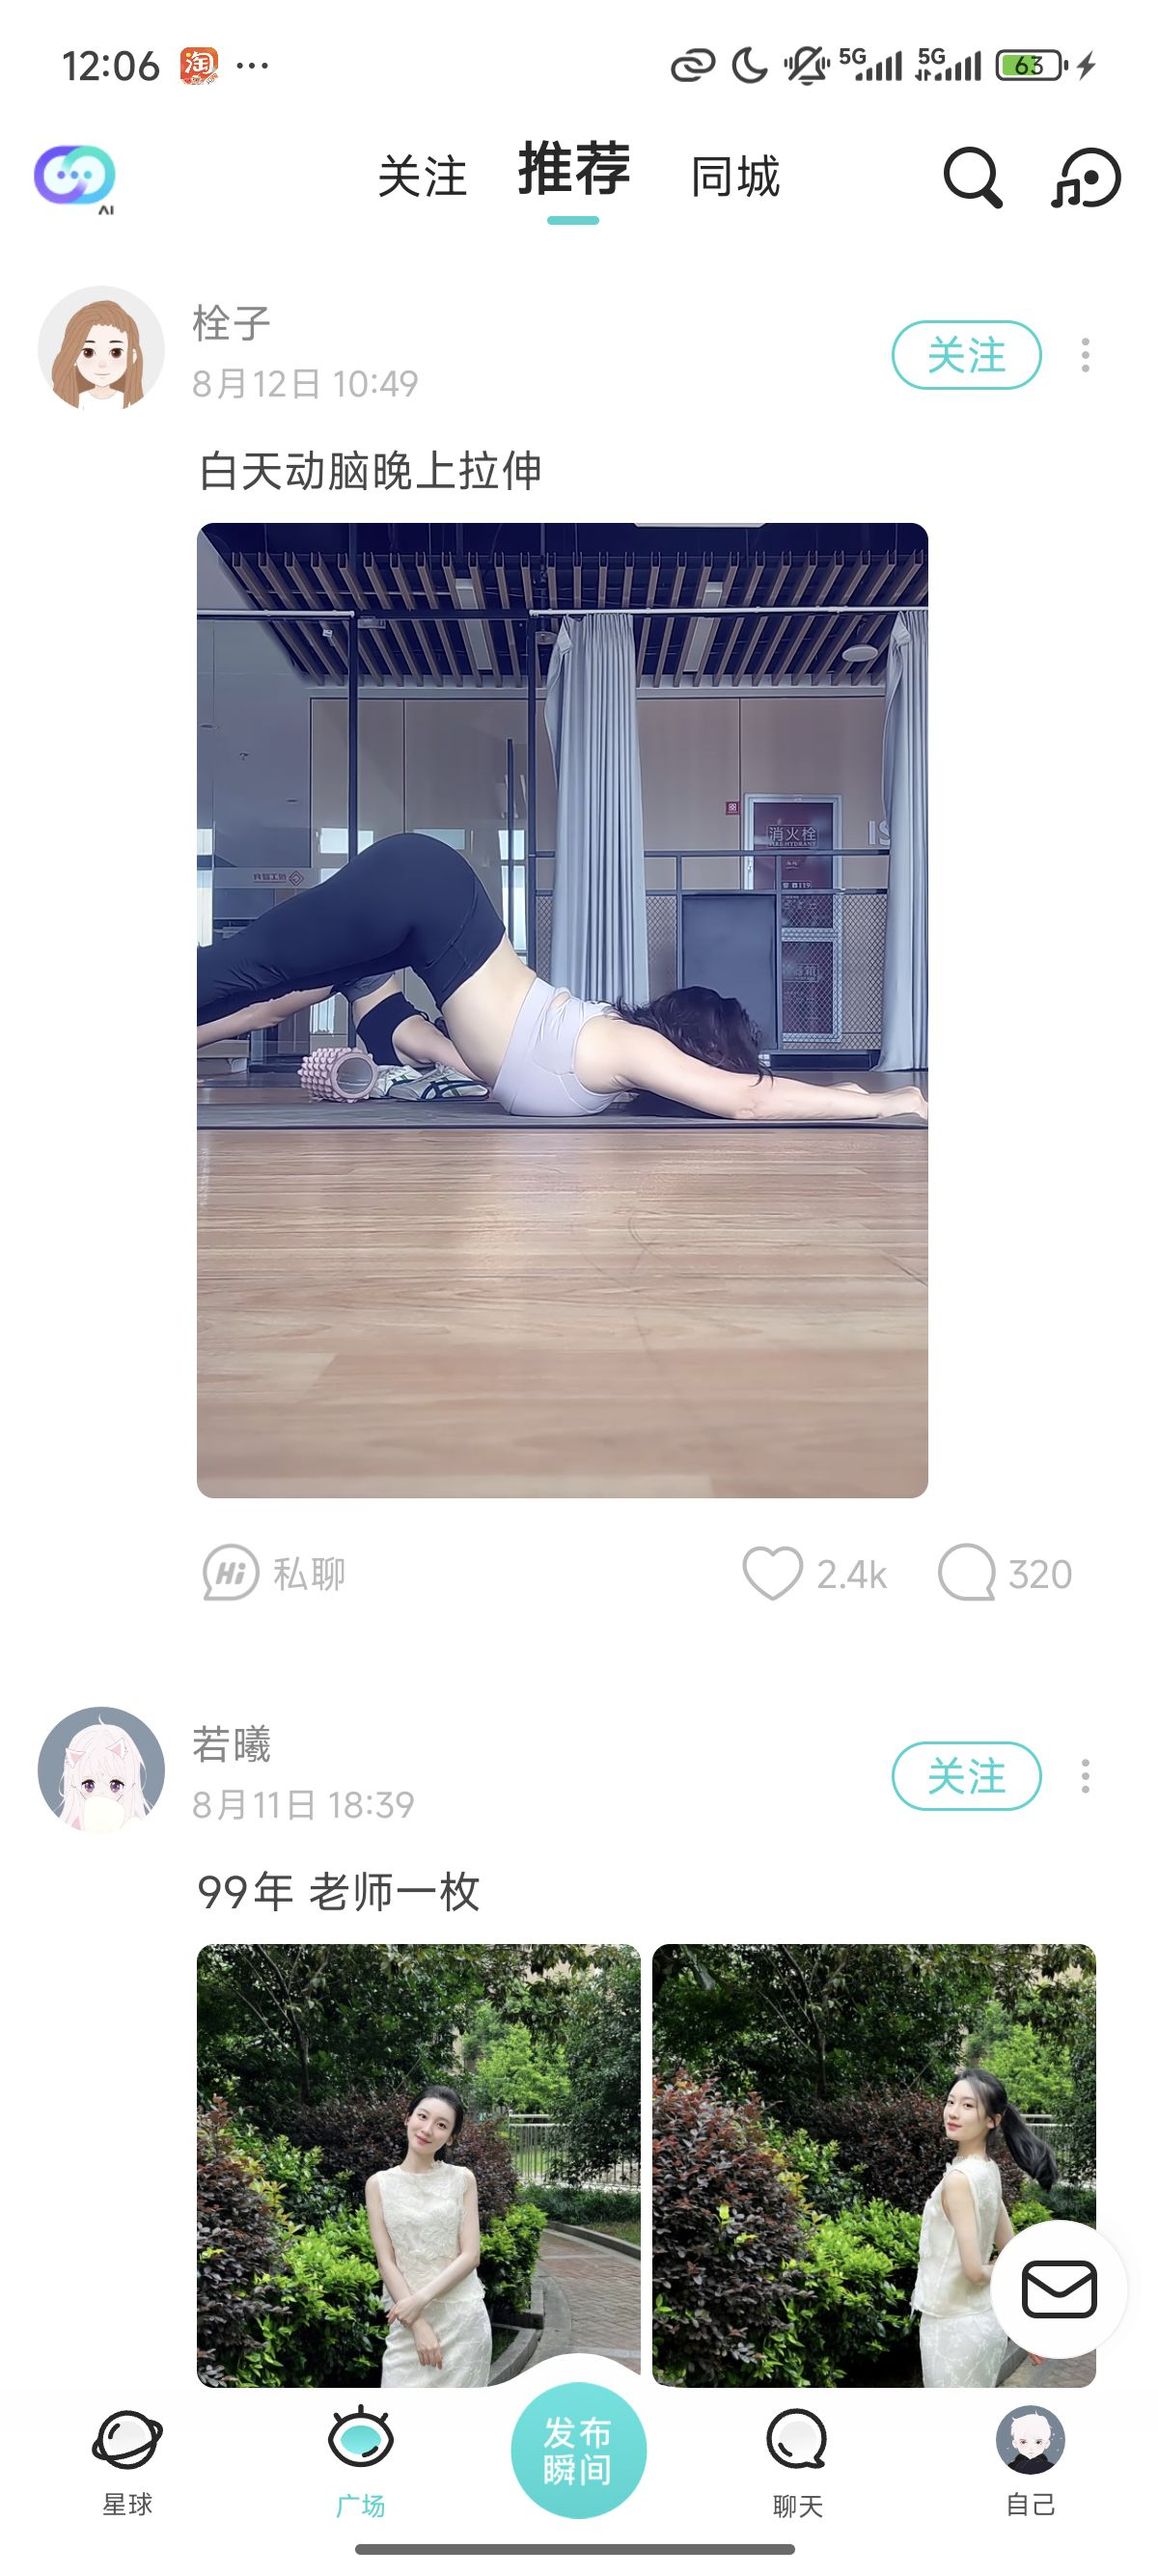 12:06 淘 ...
5G 5G 63
AI
关注 推荐 同城
栓子
8月12日 10:49
关注
白天动脑晚上拉伸
消火栓
FIRE HYDRANT
Hi 私聊 2.4k 320
若曦
8月11日 18:39
关注
99年 老师一枚
发布
瞬间
星球 广场 聊天 自己